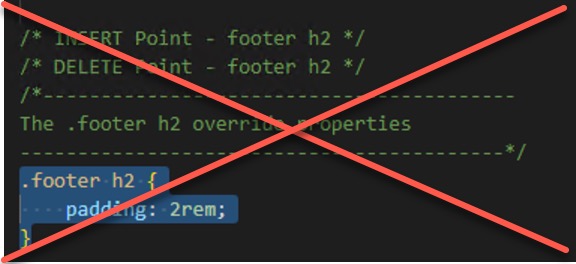 /* INSERT Point - footer h2 */
/* DELETE Point - footer h2 */
/*------------------------------------------
The .footer h2 override properties
-------------------------------------------*/
.footer h2 {
    padding: 2rem;
}